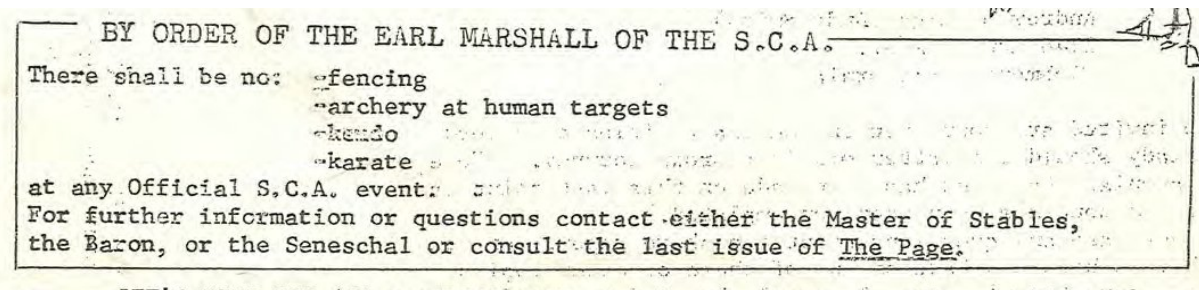 BY ORDER OF THE EARL MARSHALL OF THE S.C.A.
There shall be no: -fencing
-archery at human targets
-kendo
-karate
at any Official S.C.A. event.
For further information or questions contact either the Master of Stables,
the Baron, or the Seneschal or consult the last issue of The Page.